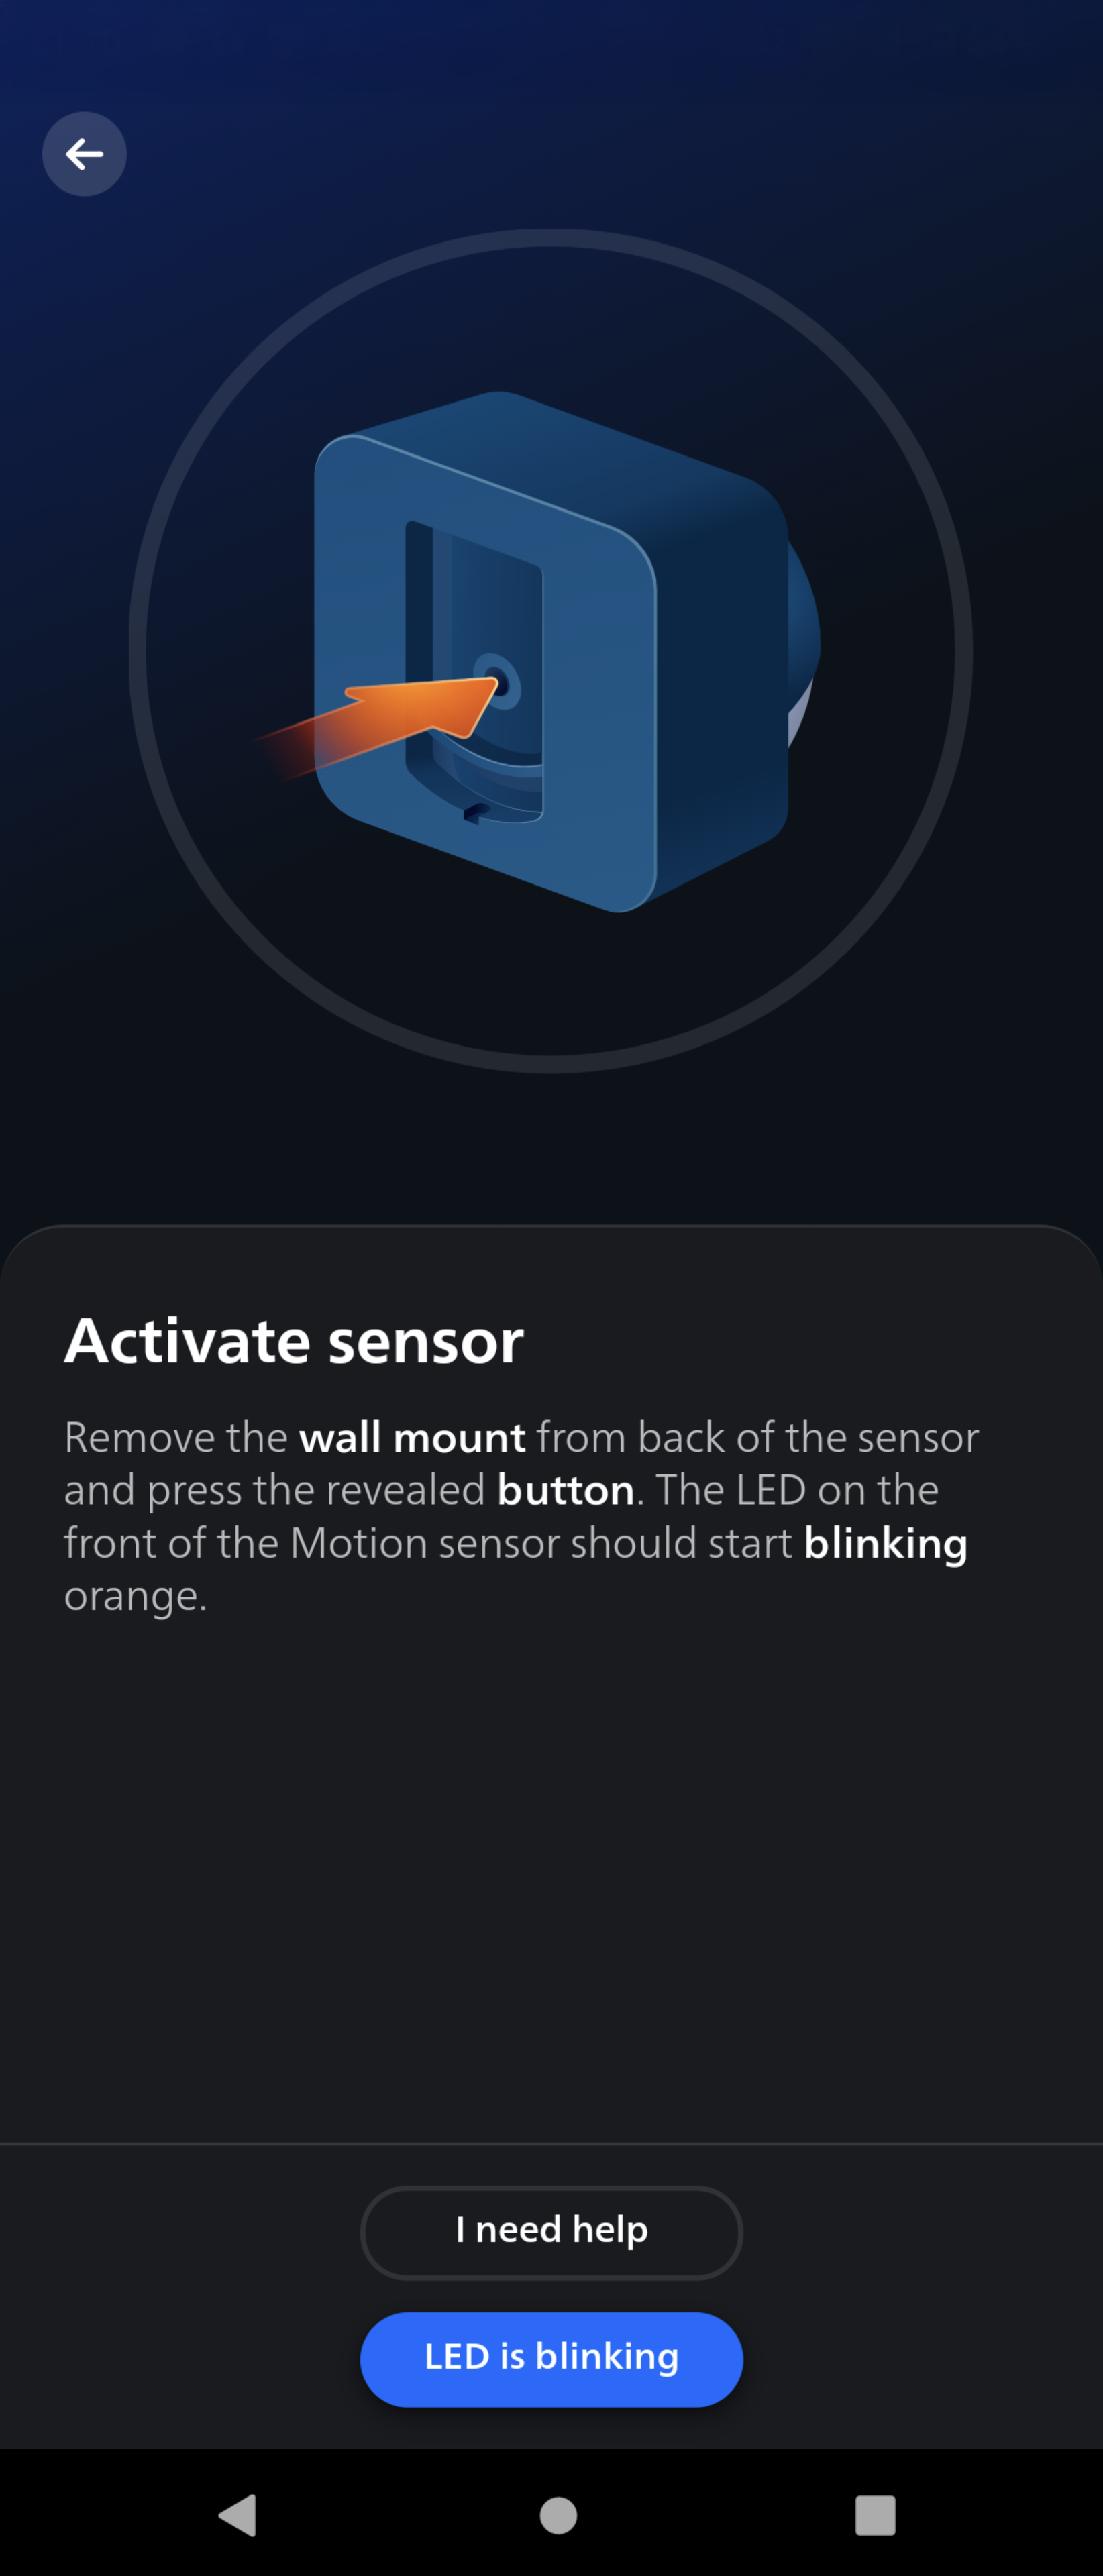 Activate sensor
Remove the wall mount from back of the sensor
and press the revealed button. The LED on the
front of the Motion sensor should start blinking
orange.
I need help
LED is blinking